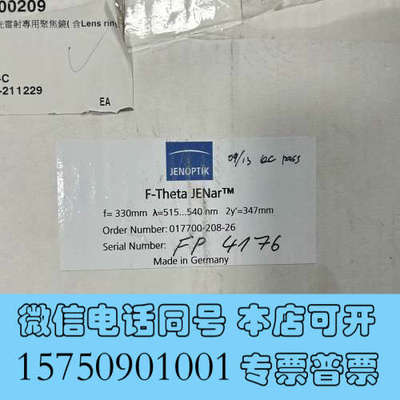 00209
光雷射專用聚焦鏡( 含Lens rin
-C
-211229
EA
JENOPTIK
09/13 QC pass
F-Theta JENar™
f= 330mm λ=515...540 nm 2y'=347mm
Order Number: 017700-208-26
Serial Number: FP 4176
Made in Germany
微信电话同号 本店可开
15750901001 专票普票